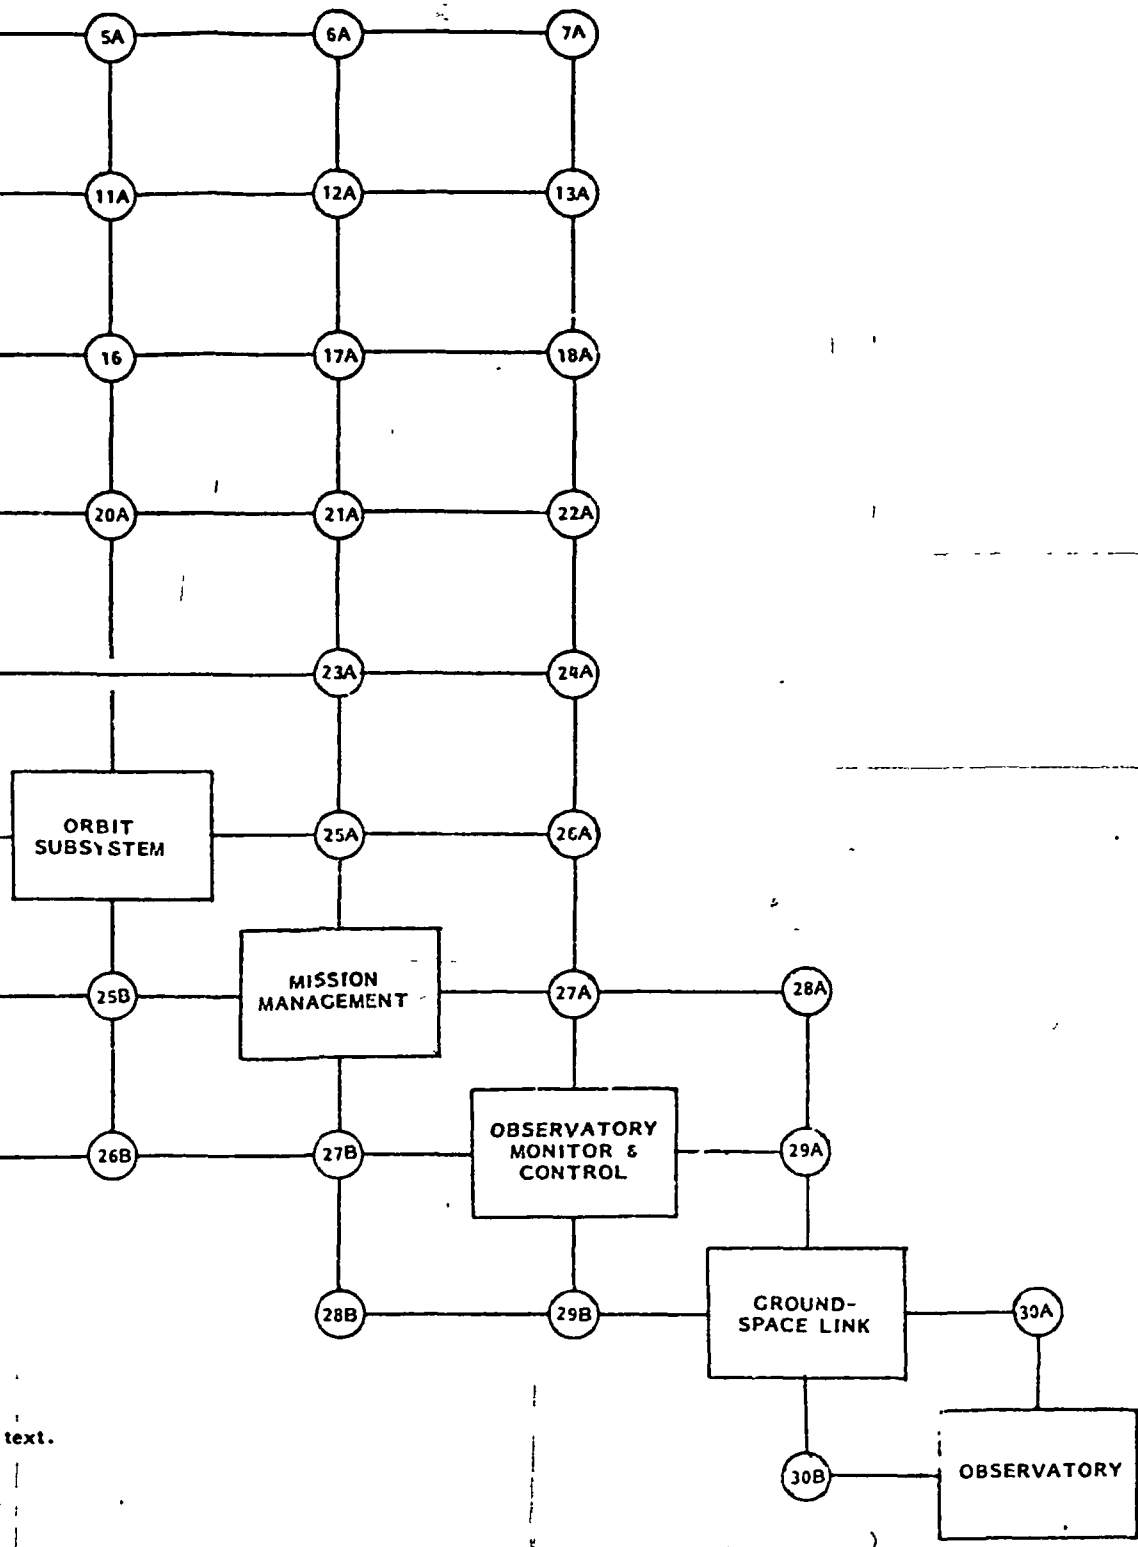 5A 6A 7A
11A 12A 13A
16 17A 18A
20A 21A 22A
23A 24A
ORBIT
SUBSYSTEM
25A 26A
MISSION
MANAGEMENT
25B 27A 28A
OBSERVATORY
MONITOR &
CONTROL
26B 27B 29A
GROUND-
SPACE LINK
28B 29B 30A
text.
30B
OBSERVATORY